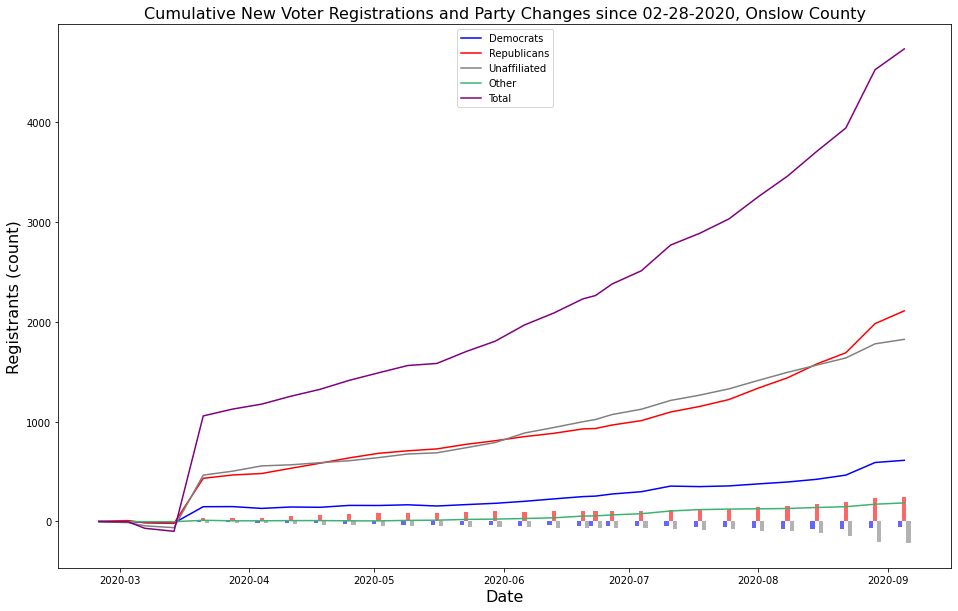 Cumulative New Voter Registrations and Party Changes since 02-28-2020, Onslow County
Democrats
Republicans
Unaffiliated
Other
Total
Registrants (count)
4000
3000
2000
1000
0
2020-03 2020-04 2020-05 2020-06 2020-07 2020-08 2020-09
Date